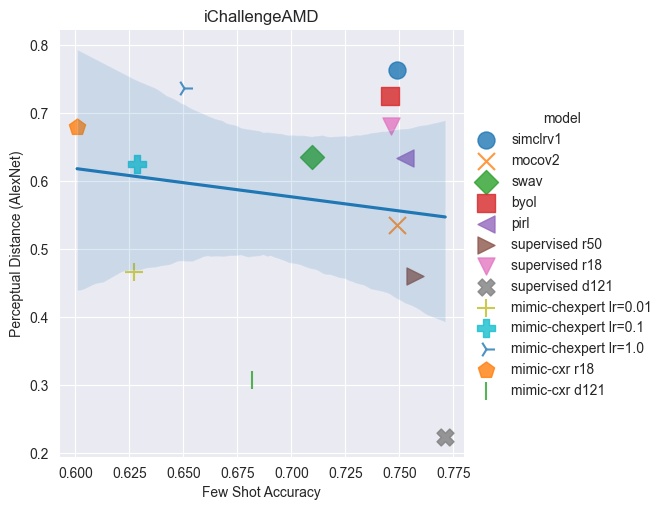 iChallengeAMD
0.8
0.7
0.6
0.5
0.4
0.3
0.2
Perceptual Distance (AlexNet)
0.600 0.625 0.650 0.675 0.700 0.725 0.750 0.775
Few Shot Accuracy
model
simclrv1
mocov2
swav
byol
pirl
supervised r50
supervised r18
supervised d121
mimic-chexpert lr=0.01
mimic-chexpert lr=0.1
mimic-chexpert lr=1.0
mimic-cxr r18
mimic-cxr d121